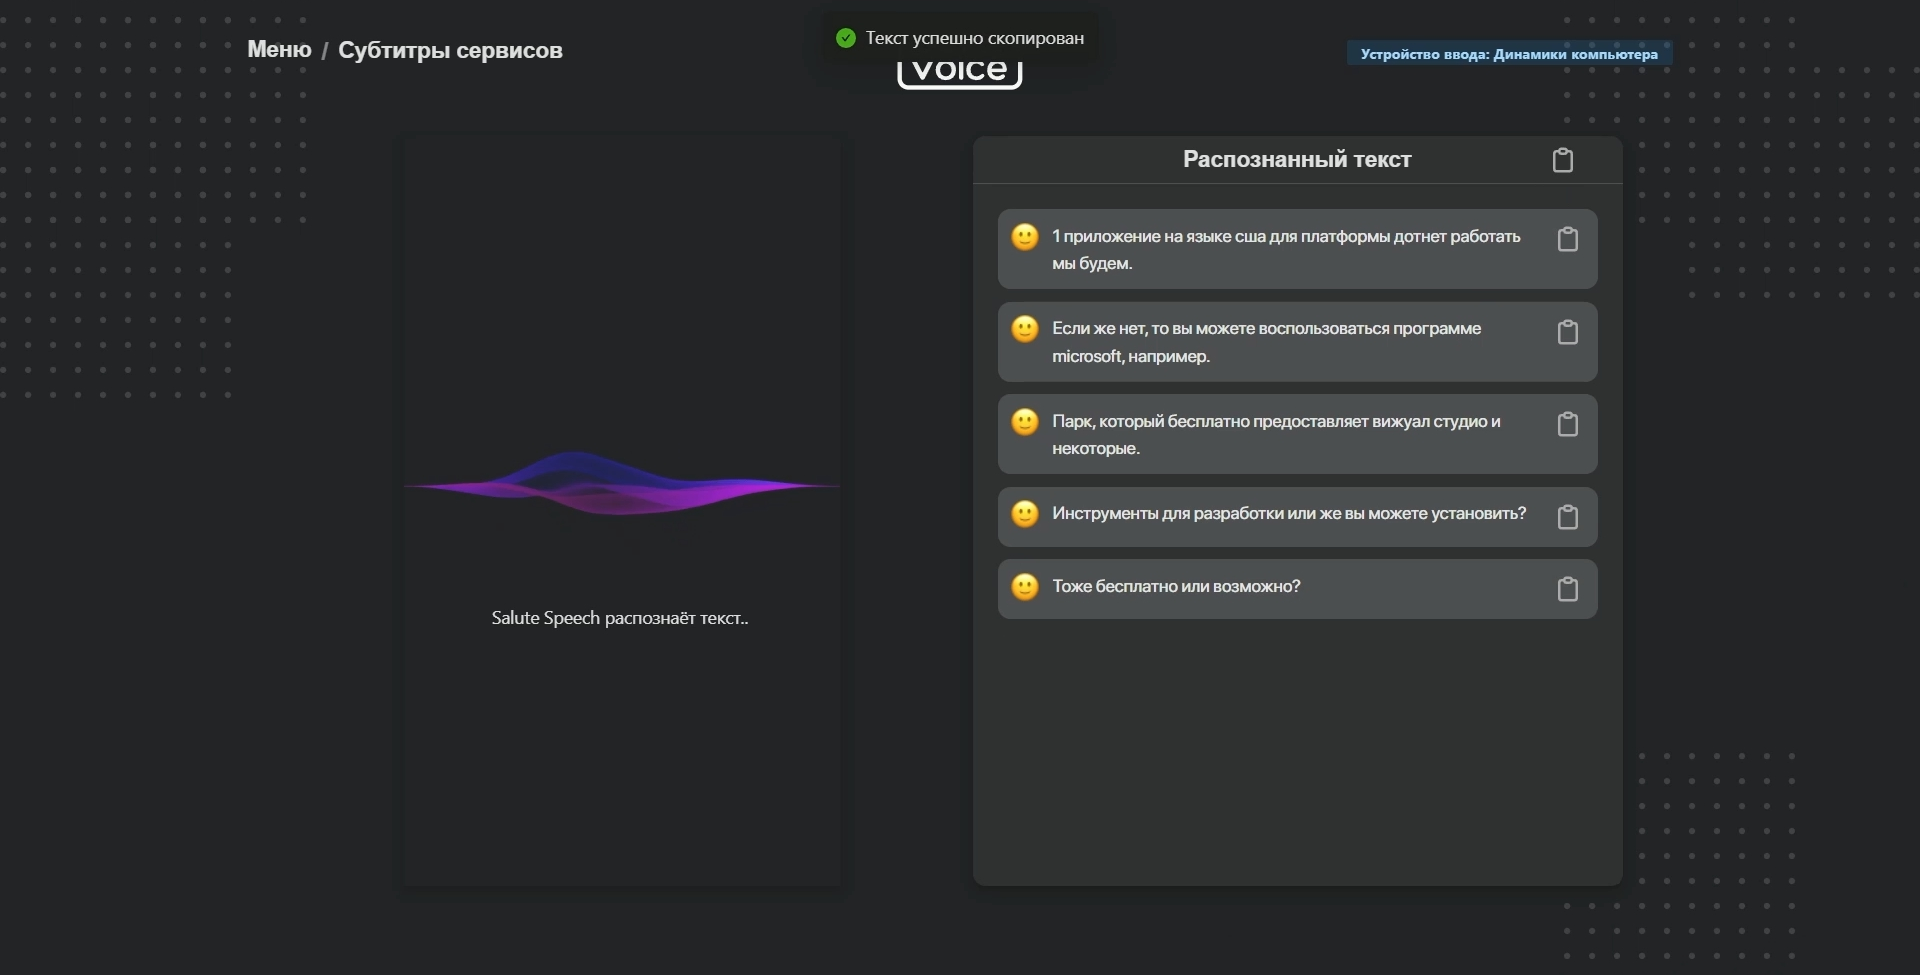 Текст успешно скопирован
Меню / Субтитры сервисов
voice
Устройство ввода: Динамики компьютера
Salute Speech распознаёт текст..
Распознанный текст
1 приложение на языке сша для платформы дотнет работать
мы будем.
Если же нет, то вы можете воспользоваться программе
microsoft, например.
Парк, который бесплатно предоставляет вижуал студио и
некоторые.
Инструменты для разработки или же вы можете установить?
Тоже бесплатно или возможно?